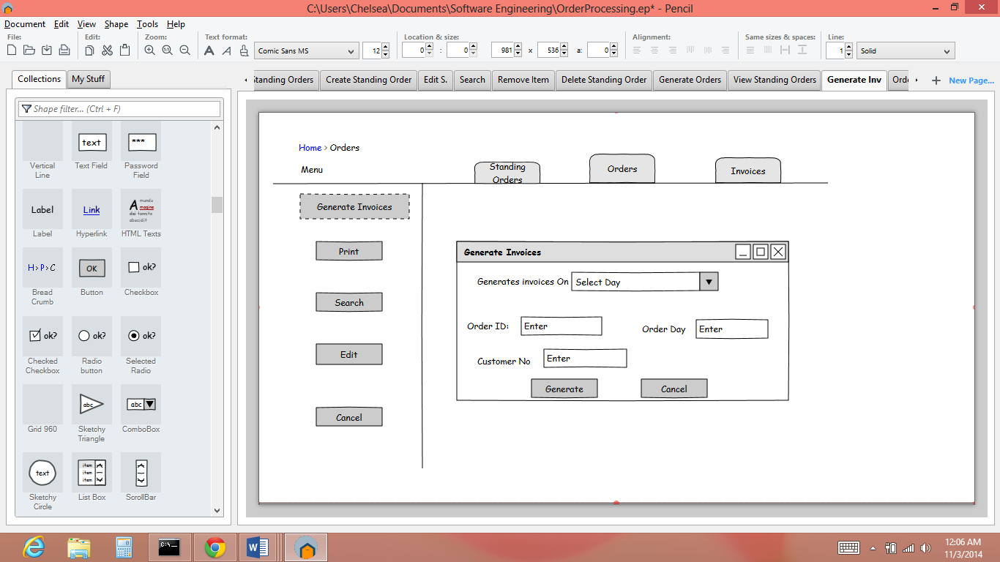 C:\Users\Chelsea\Documents\Software Engineering\OrderProcessing.ep* - Pencil
Document Edit View Shape Tools Help
File: Edit: Zoom: Text format: Location & size: Alignment: Same sizes & spaces: Line:
1:1 A A Comic Sans MS 12 0 : 0 981 x 536 a: 0 1 Solid
Collections My Stuff
Standing Orders Create Standing Order Edit S. Search Remove Item Delete Standing Order Generate Orders View Standing Orders Generate Inv Orde New Page...
Shape filter... (Ctrl + F)
text ***
Vertical Line
Text Field
Password Field
Label Link A mundu
magine
dei tannito
abucidit
Label Hyperlink HTML Texts
H>P>C OK ok?
Bread Crumb
Button
Checkbox
ok? ok? ok?
Checked Checkbox
Radio button
Selected Radio
abc abc
Grid 960
Sketchy Triangle
ComboBox
text item
item
item
Sketchy Circle
List Box
ScrollBar
Home > Orders
Menu
Standing
Orders
Orders
Invoices
Generate Invoices
Print
Search
Edit
Cancel
Generate Invoices
Generates invoices On Select Day
Order ID: Enter Order Day Enter
Customer No Enter
Generate Cancel
C:\_
W
12:06 AM
11/3/2014